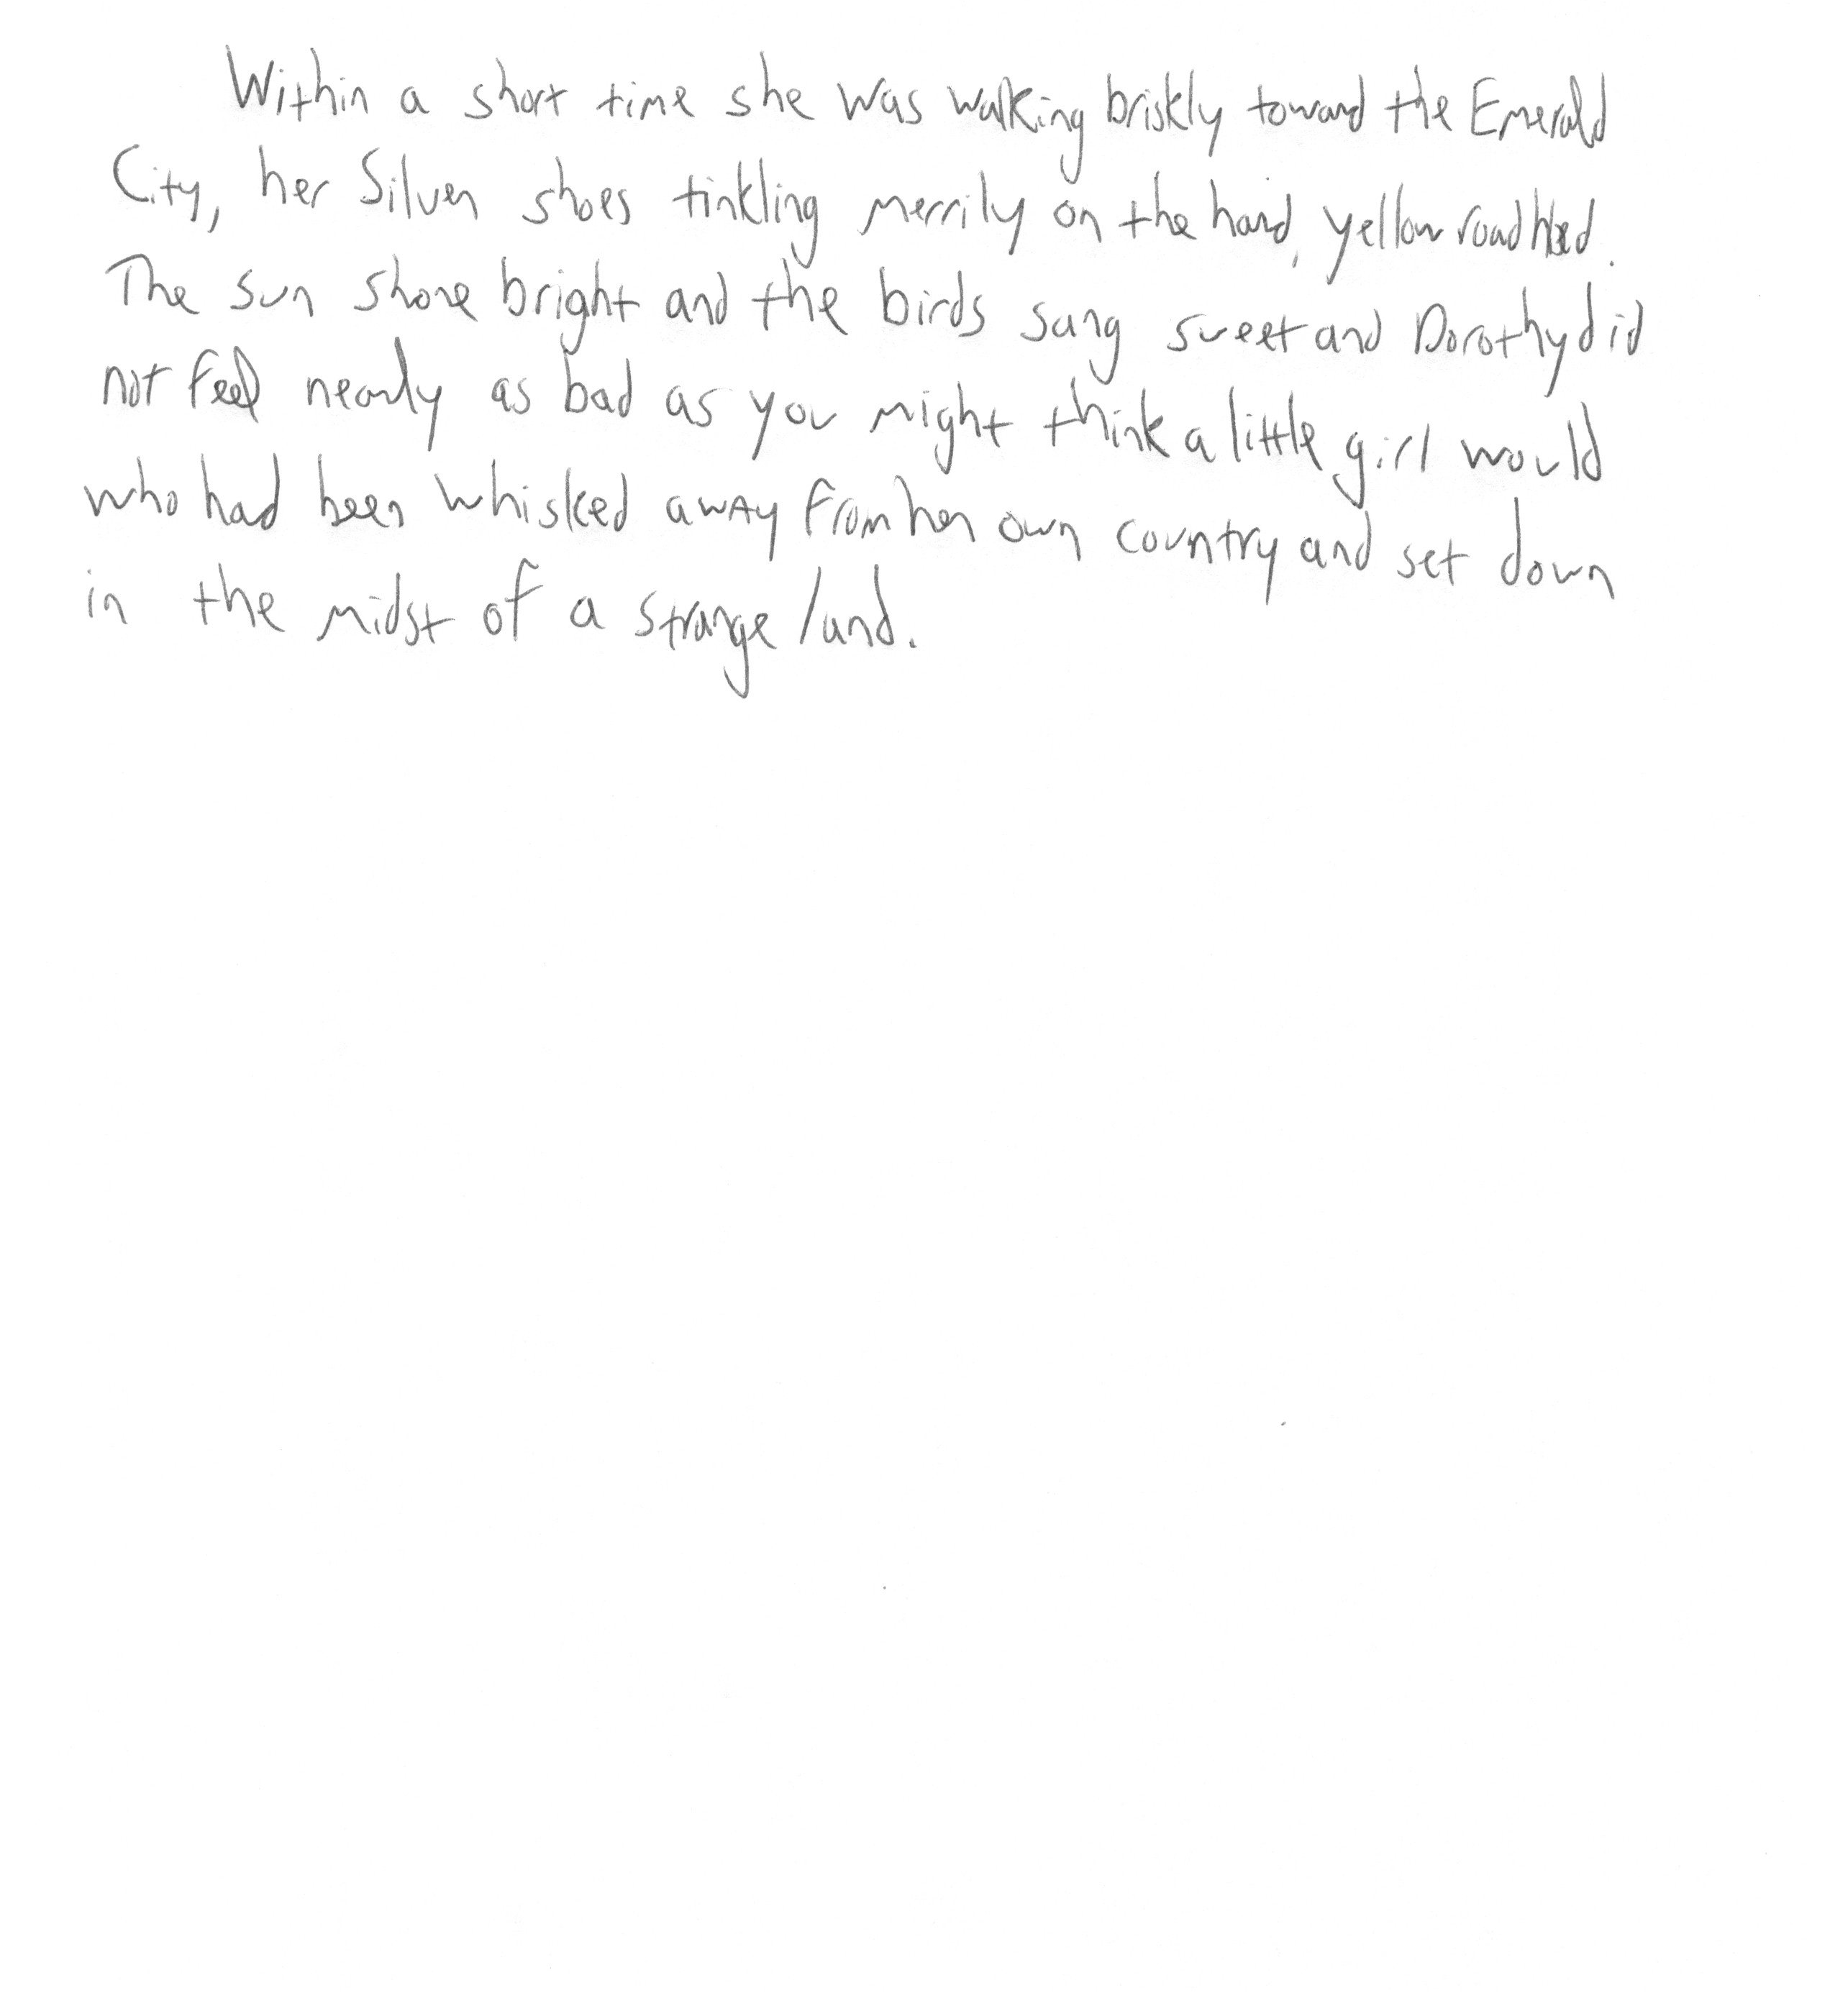 Within a short time she was walking briskly toward the Emerald
City, her Silver shoes tinkling merrily on the hard, yellow roadbed.
The sun shone bright and the birds sang sweet and Dorothy did
not feel nearly as bad as you might think a little girl would
who had been whisked away from her own country and set down
in the midst of a strange land.